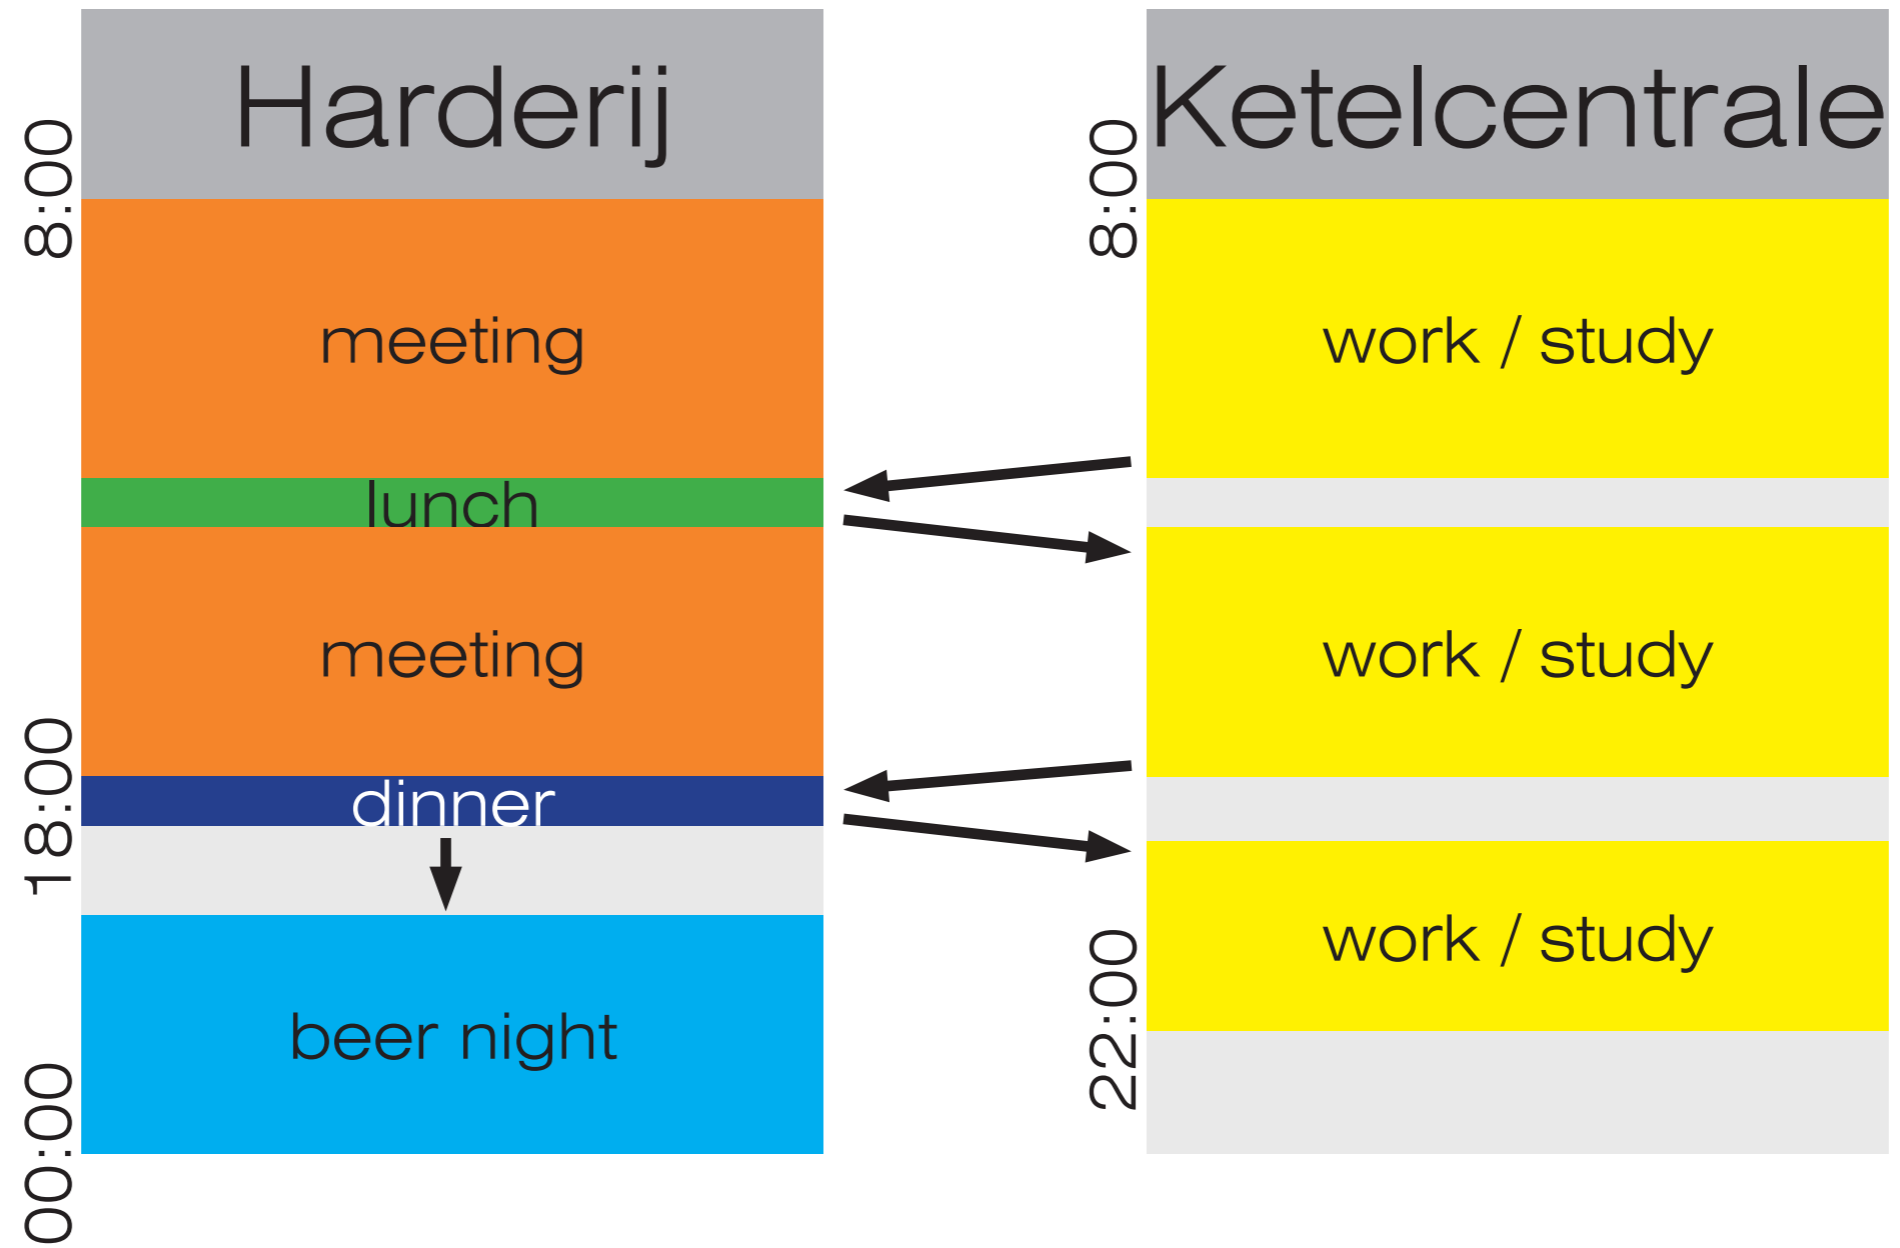 Harderij
8:00
meeting
lunch
meeting
18:00
dinner
beer night
00:00
Ketelcentrale
8:00
work / study
work / study
work / study
22:00